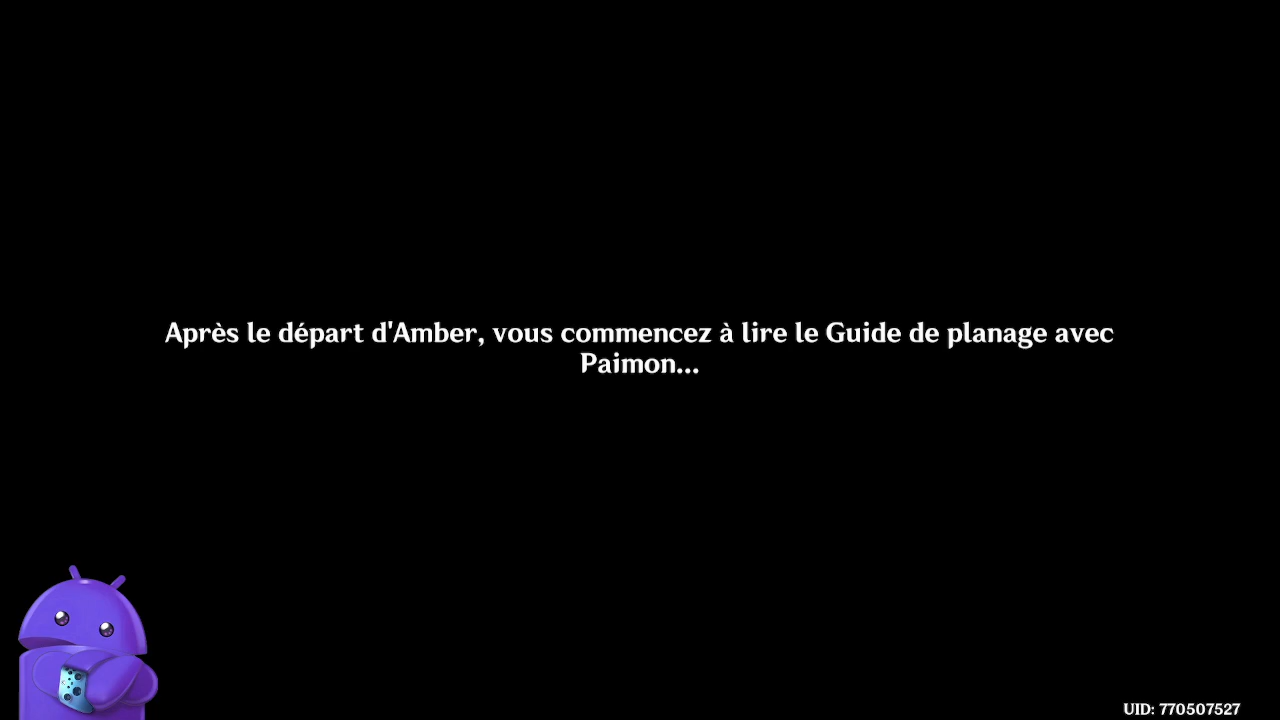 Après le départ d'Amber, vous commencez à lire le Guide de planage avec
Paimon...
UID: 770507527